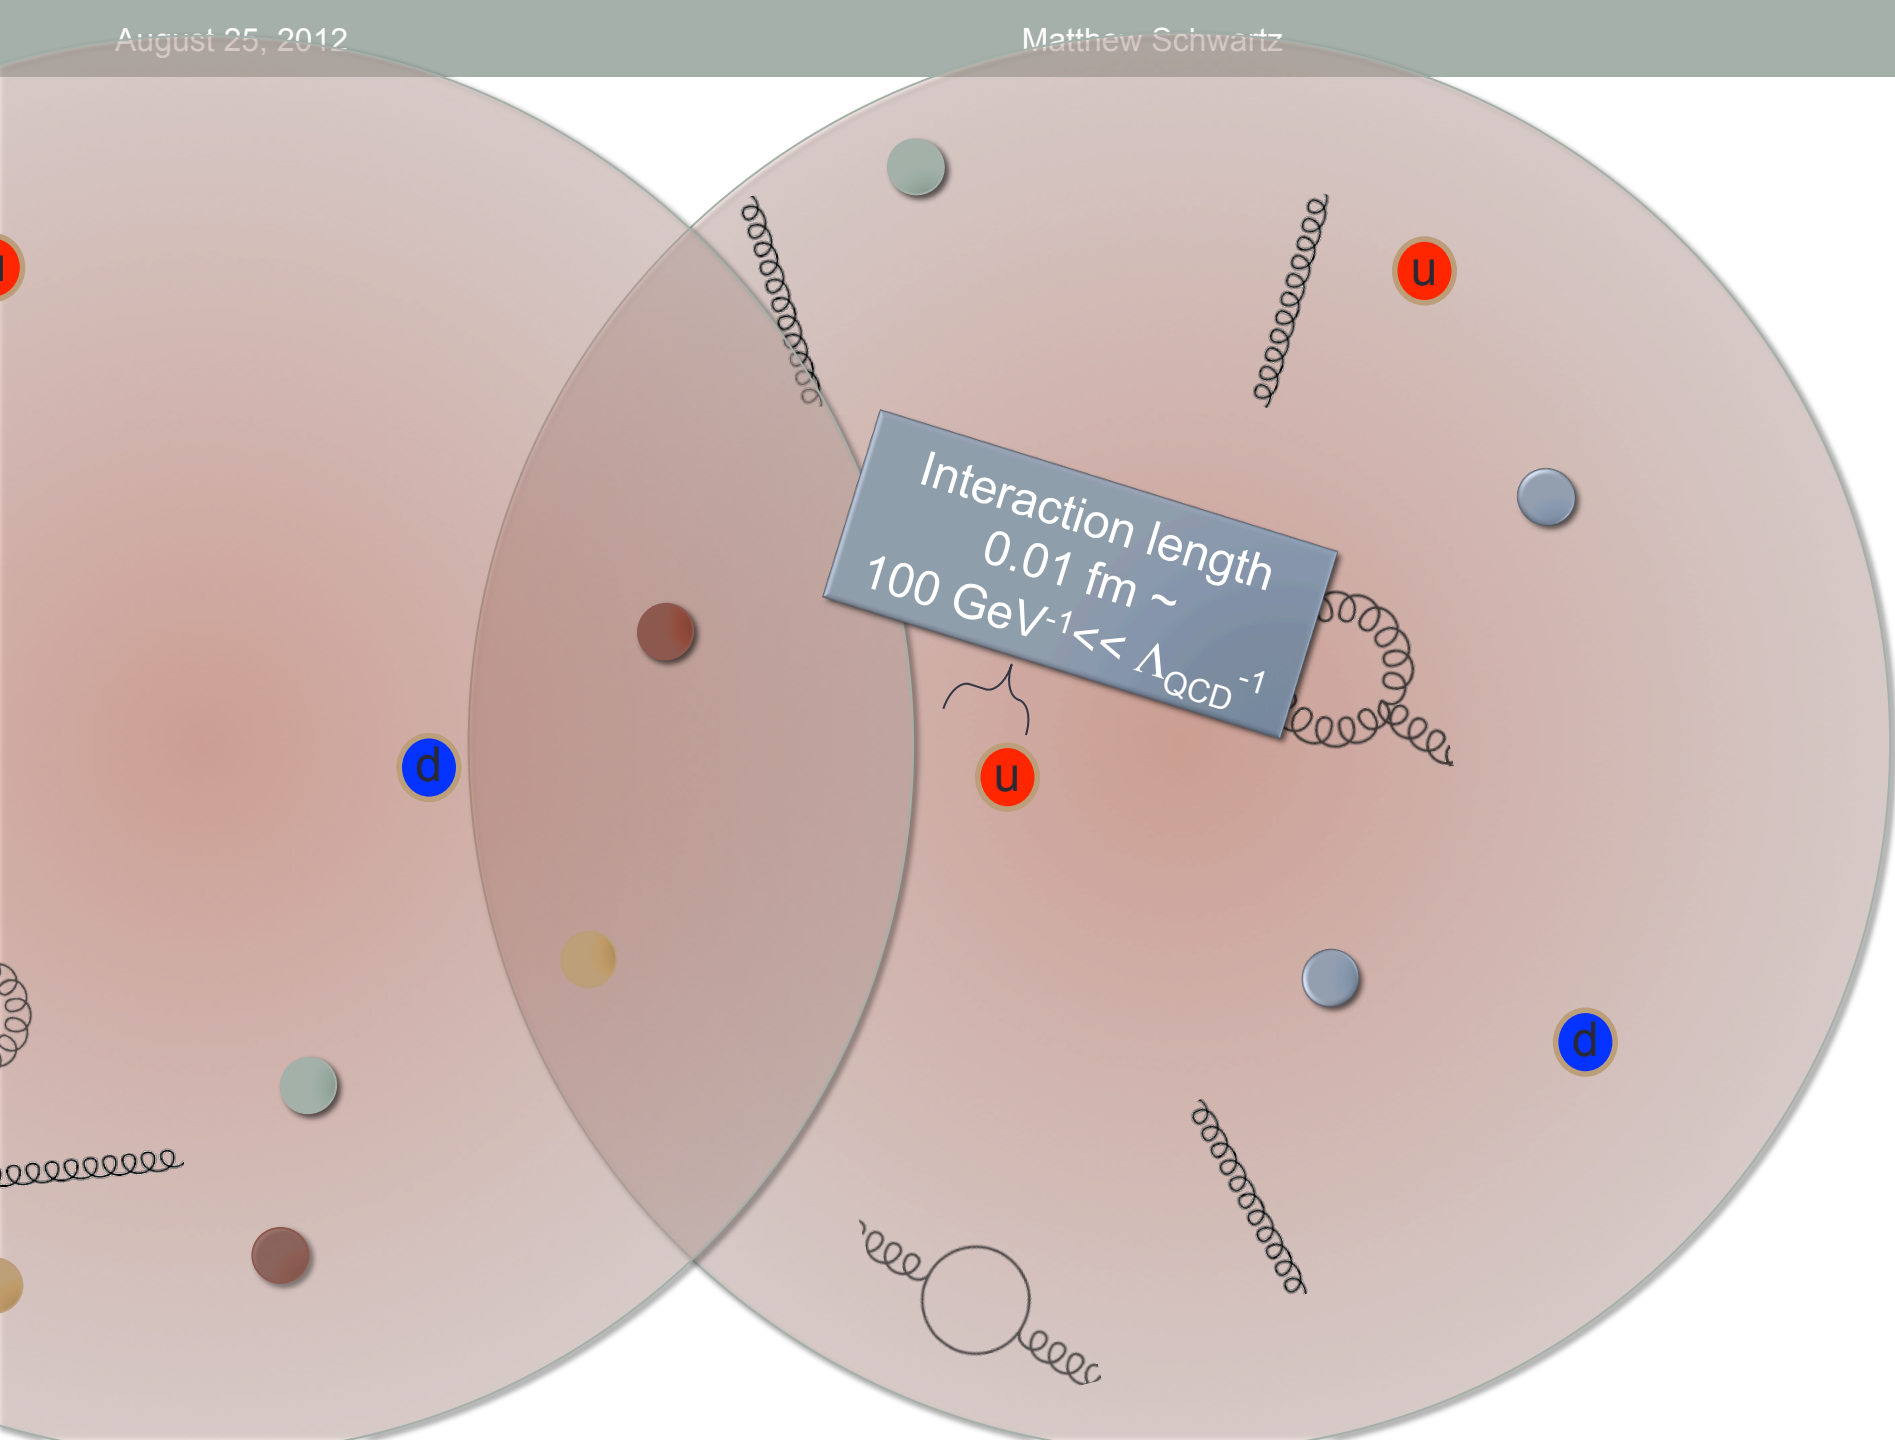 August 25, 2012
Matthew Schwartz
u
u
Interaction length
0.01 fm ~
100 GeV⁻¹<< Λ_QCD⁻¹
d
u
d